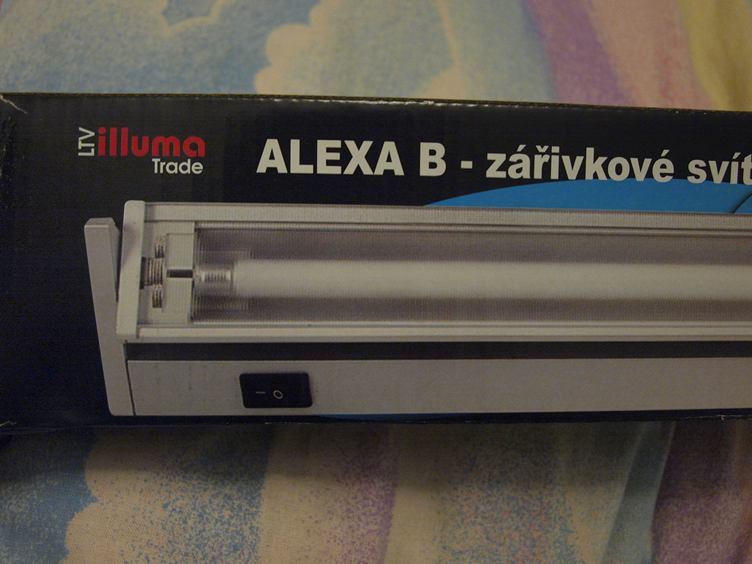 LTV
illuma
Trade
ALEXA B - zářivkové svít
I O